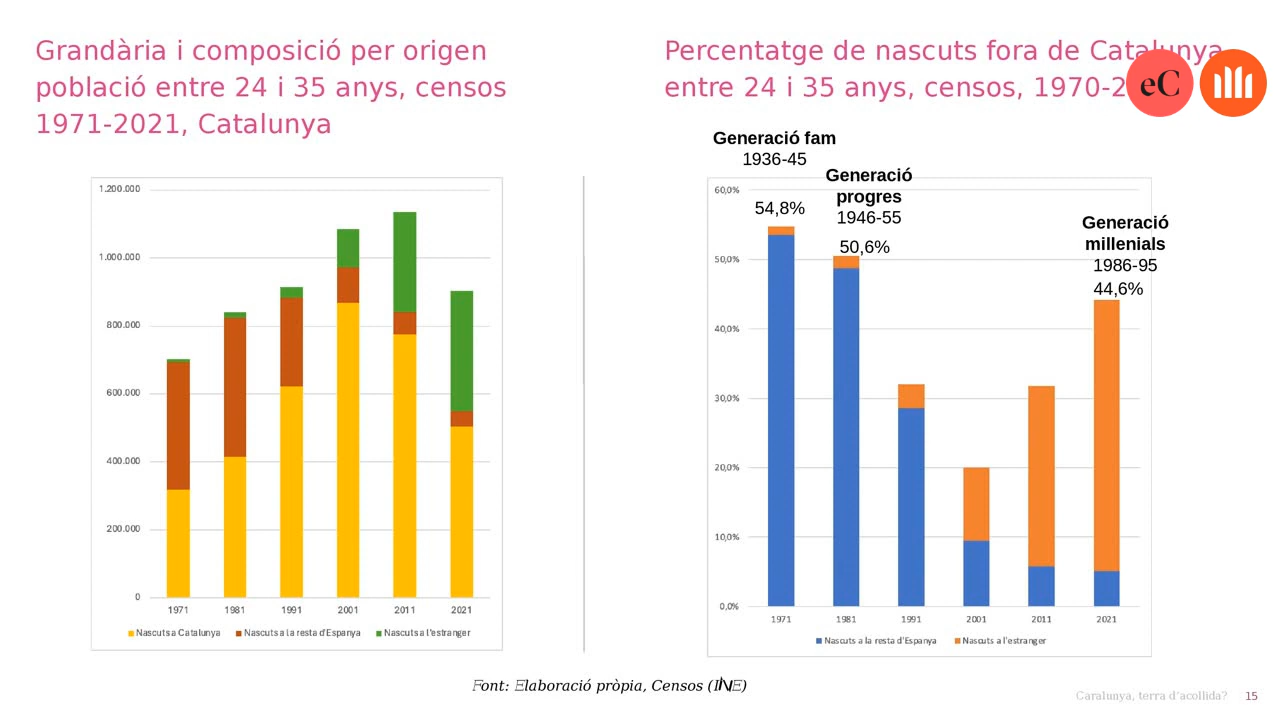 Grandària i composició per origen
població entre 24 i 35 anys, censos
1971-2021, Catalunya
Percentatge de nascuts fora de Catalunya
entre 24 i 35 anys, censos, 1970-2
eC
Generació fam
1936-45
54,8%
Generació
progres
1946-55
50,6%
Generació
millenials
1986-95
44,6%
1.200.000
1.000.000
800.000
600.000
400.000
200.000
0
1971 1981 1991 2001 2011 2021
Nascuts a Catalunya Nascuts a la resta d'Espanya Nascuts a l'estranger
60,0%
50,0%
40,0%
30,0%
20,0%
10,0%
0,0%
1971 1981 1991 2001 2011 2021
Nascuts a la resta d'Espanya Nascuts a l'estranger
Font: Elaboració pròpia, Censos (INE)
Caralunya, terra d'acollida? 15